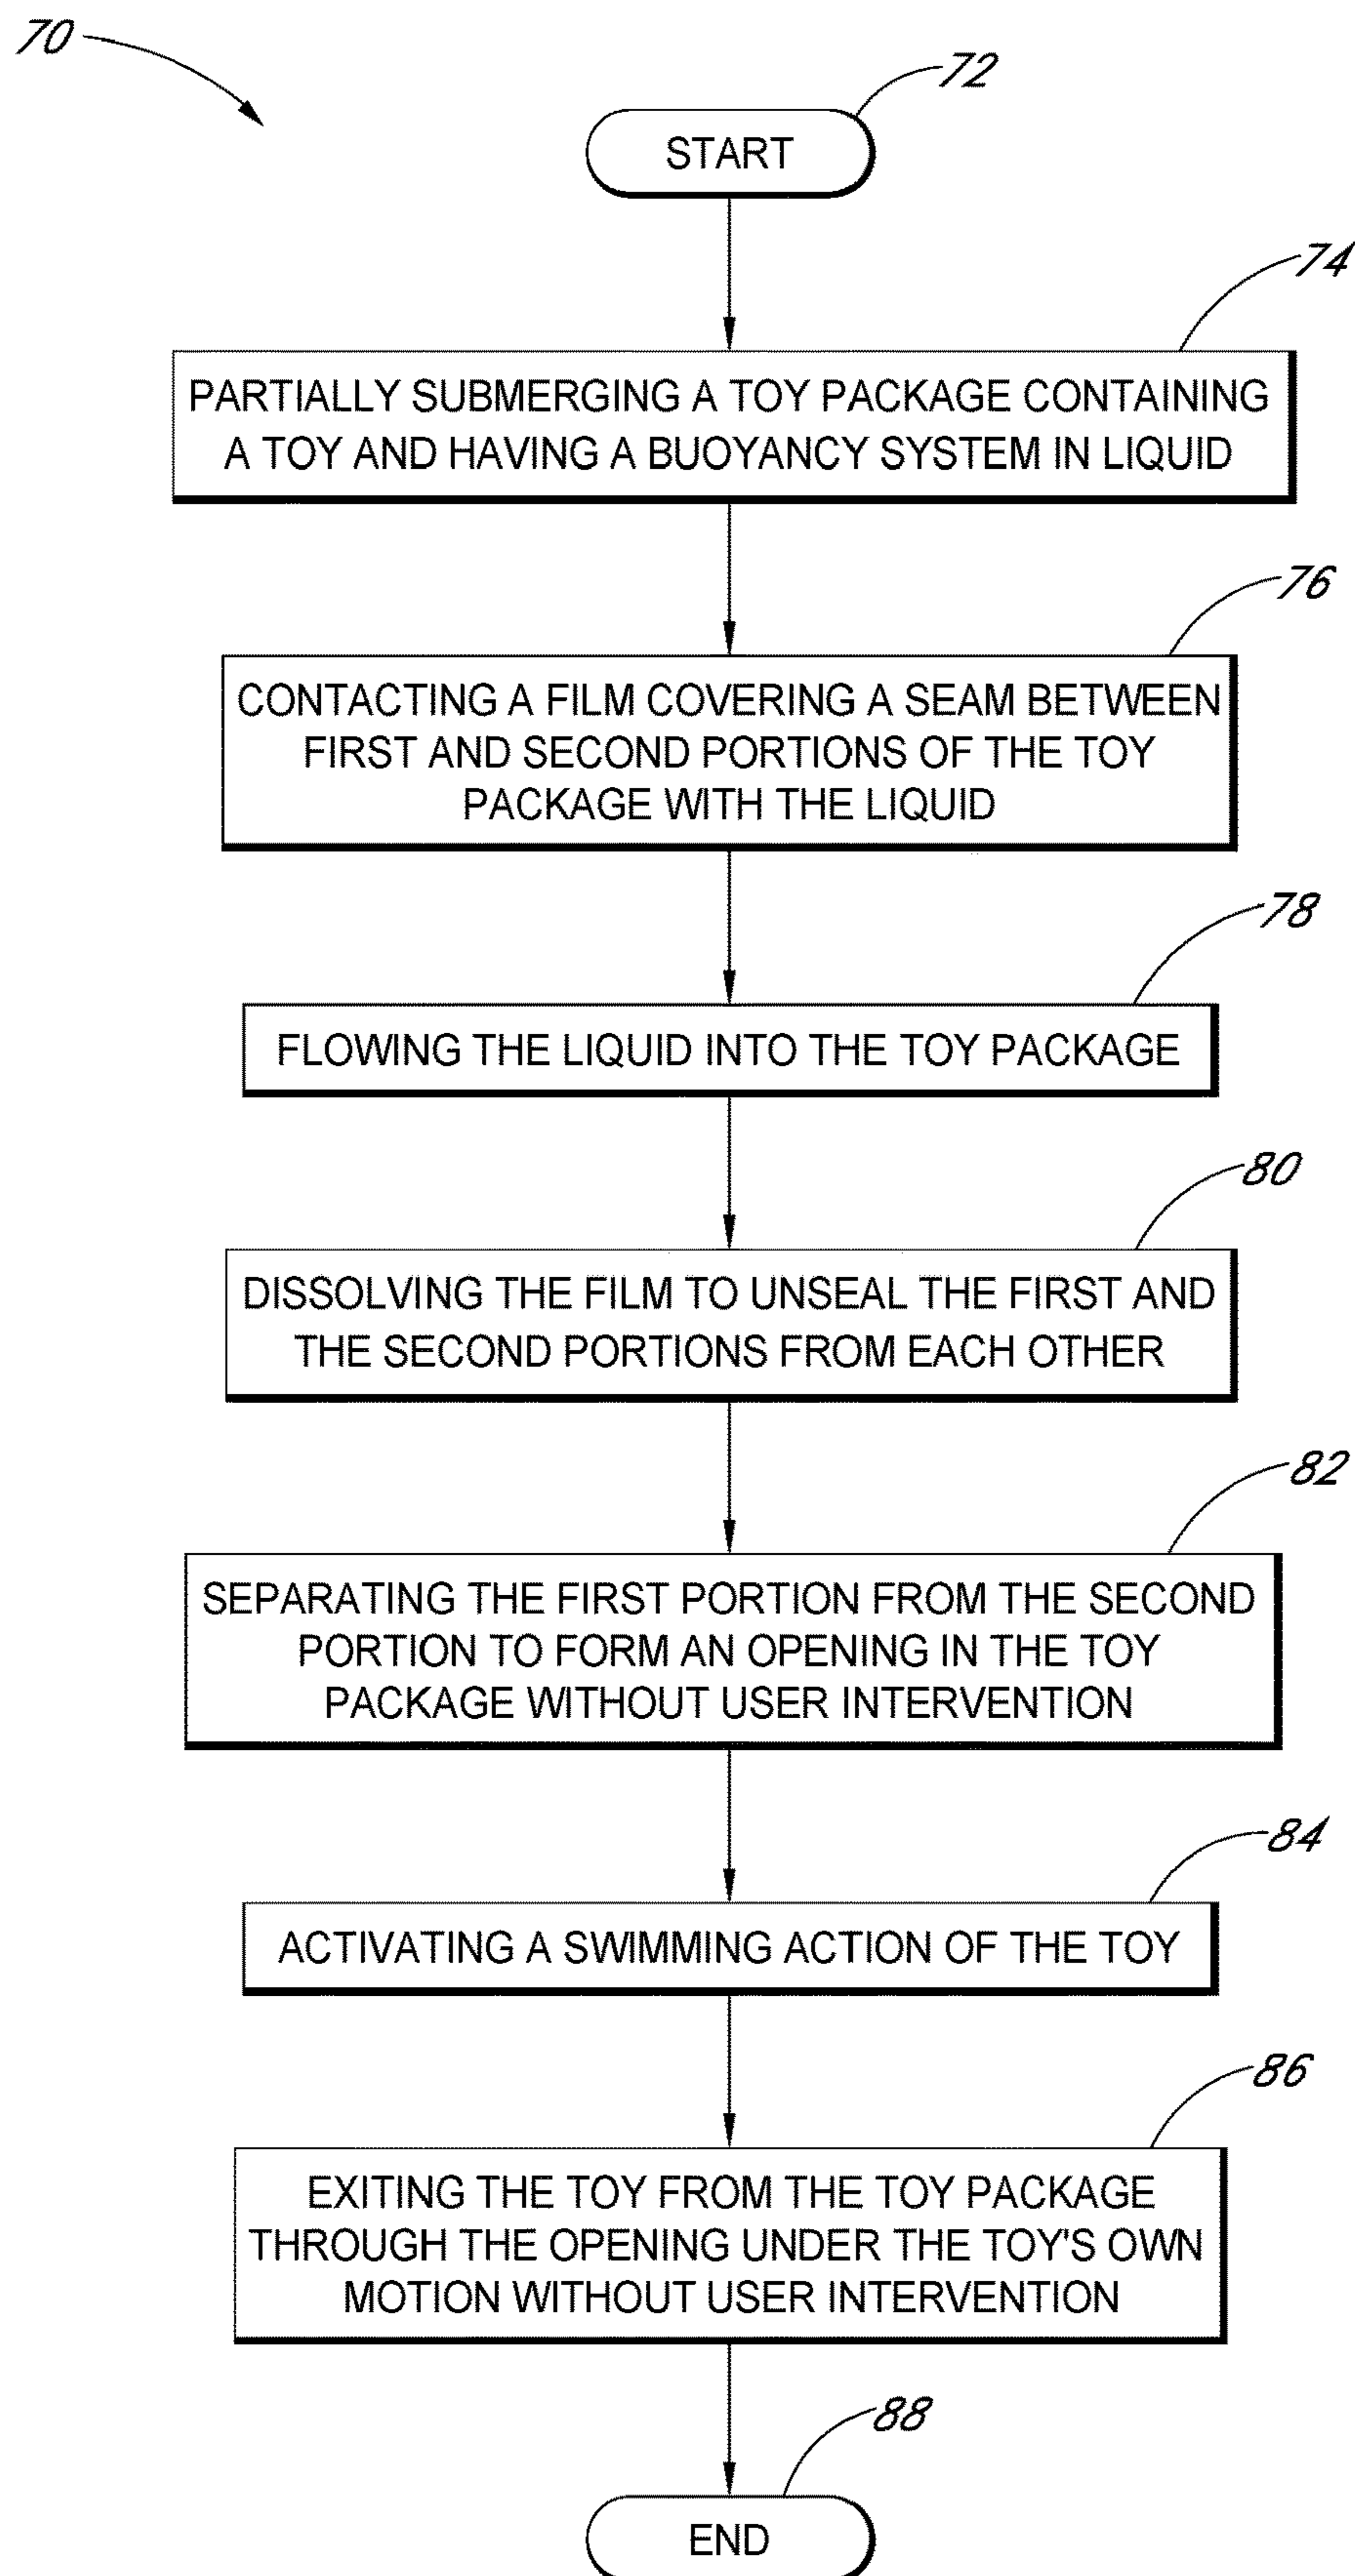 70
72
START
74
PARTIALLY SUBMERGING A TOY PACKAGE CONTAINING
A TOY AND HAVING A BUOYANCY SYSTEM IN LIQUID
76
CONTACTING A FILM COVERING A SEAM BETWEEN
FIRST AND SECOND PORTIONS OF THE TOY
PACKAGE WITH THE LIQUID
78
FLOWING THE LIQUID INTO THE TOY PACKAGE
80
DISSOLVING THE FILM TO UNSEAL THE FIRST AND
THE SECOND PORTIONS FROM EACH OTHER
82
SEPARATING THE FIRST PORTION FROM THE SECOND
PORTION TO FORM AN OPENING IN THE TOY
PACKAGE WITHOUT USER INTERVENTION
84
ACTIVATING A SWIMMING ACTION OF THE TOY
86
EXITING THE TOY FROM THE TOY PACKAGE
THROUGH THE OPENING UNDER THE TOY'S OWN
MOTION WITHOUT USER INTERVENTION
88
END